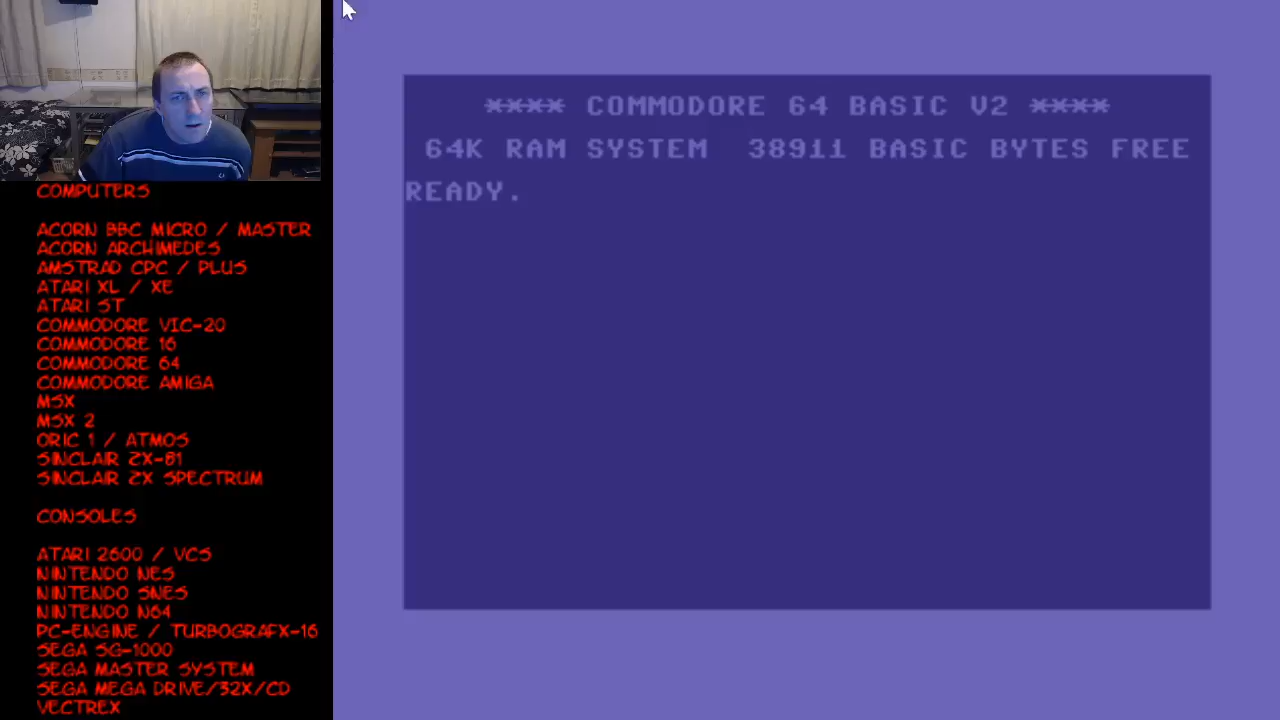 **** COMMODORE 64 BASIC V2 ****
64K RAM SYSTEM  38911 BASIC BYTES FREE
READY.
COMPUTERS
ACORN BBC MICRO / MASTER
ACORN ARCHIMEDES
AMSTRAD CPC / PLUS
ATARI XL / XE
ATARI ST
COMMODORE VIC-20
COMMODORE 16
COMMODORE 64
COMMODORE AMIGA
MSX
MSX 2
ORIC 1 / ATMOS
SINCLAIR ZX-81
SINCLAIR ZX SPECTRUM
CONSOLES
ATARI 2600 / VCS
NINTENDO NES
NINTENDO SNES
NINTENDO N64
PC-ENGINE / TURBOGRAFX-16
SEGA SG-1000
SEGA MASTER SYSTEM
SEGA MEGA DRIVE/32X/CD
VECTREX